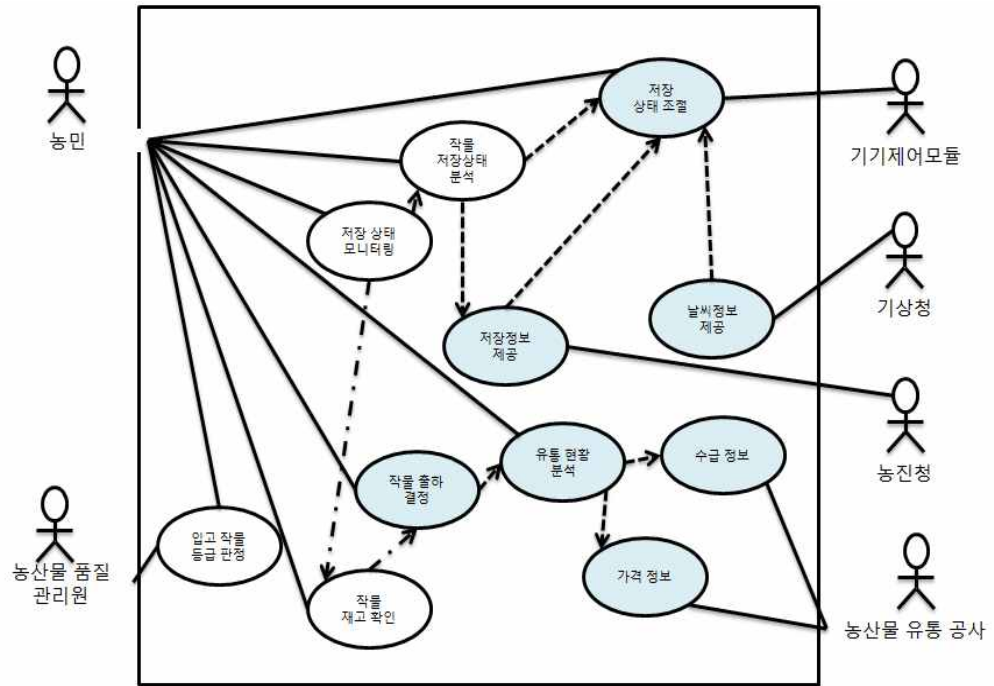 농민
저장
상태 조절
기기제어모듈
작물
저장상태
분석
저장 상태
모니터링
기상청
날씨정보
제공
저장정보
제공
농진청
유통 현황
분석
수급 정보
작물 출하
결정
입고 작물
등급 판정
농산물 품질
관리원
가격 정보
작물
재고 확인
농산물 유통 공사